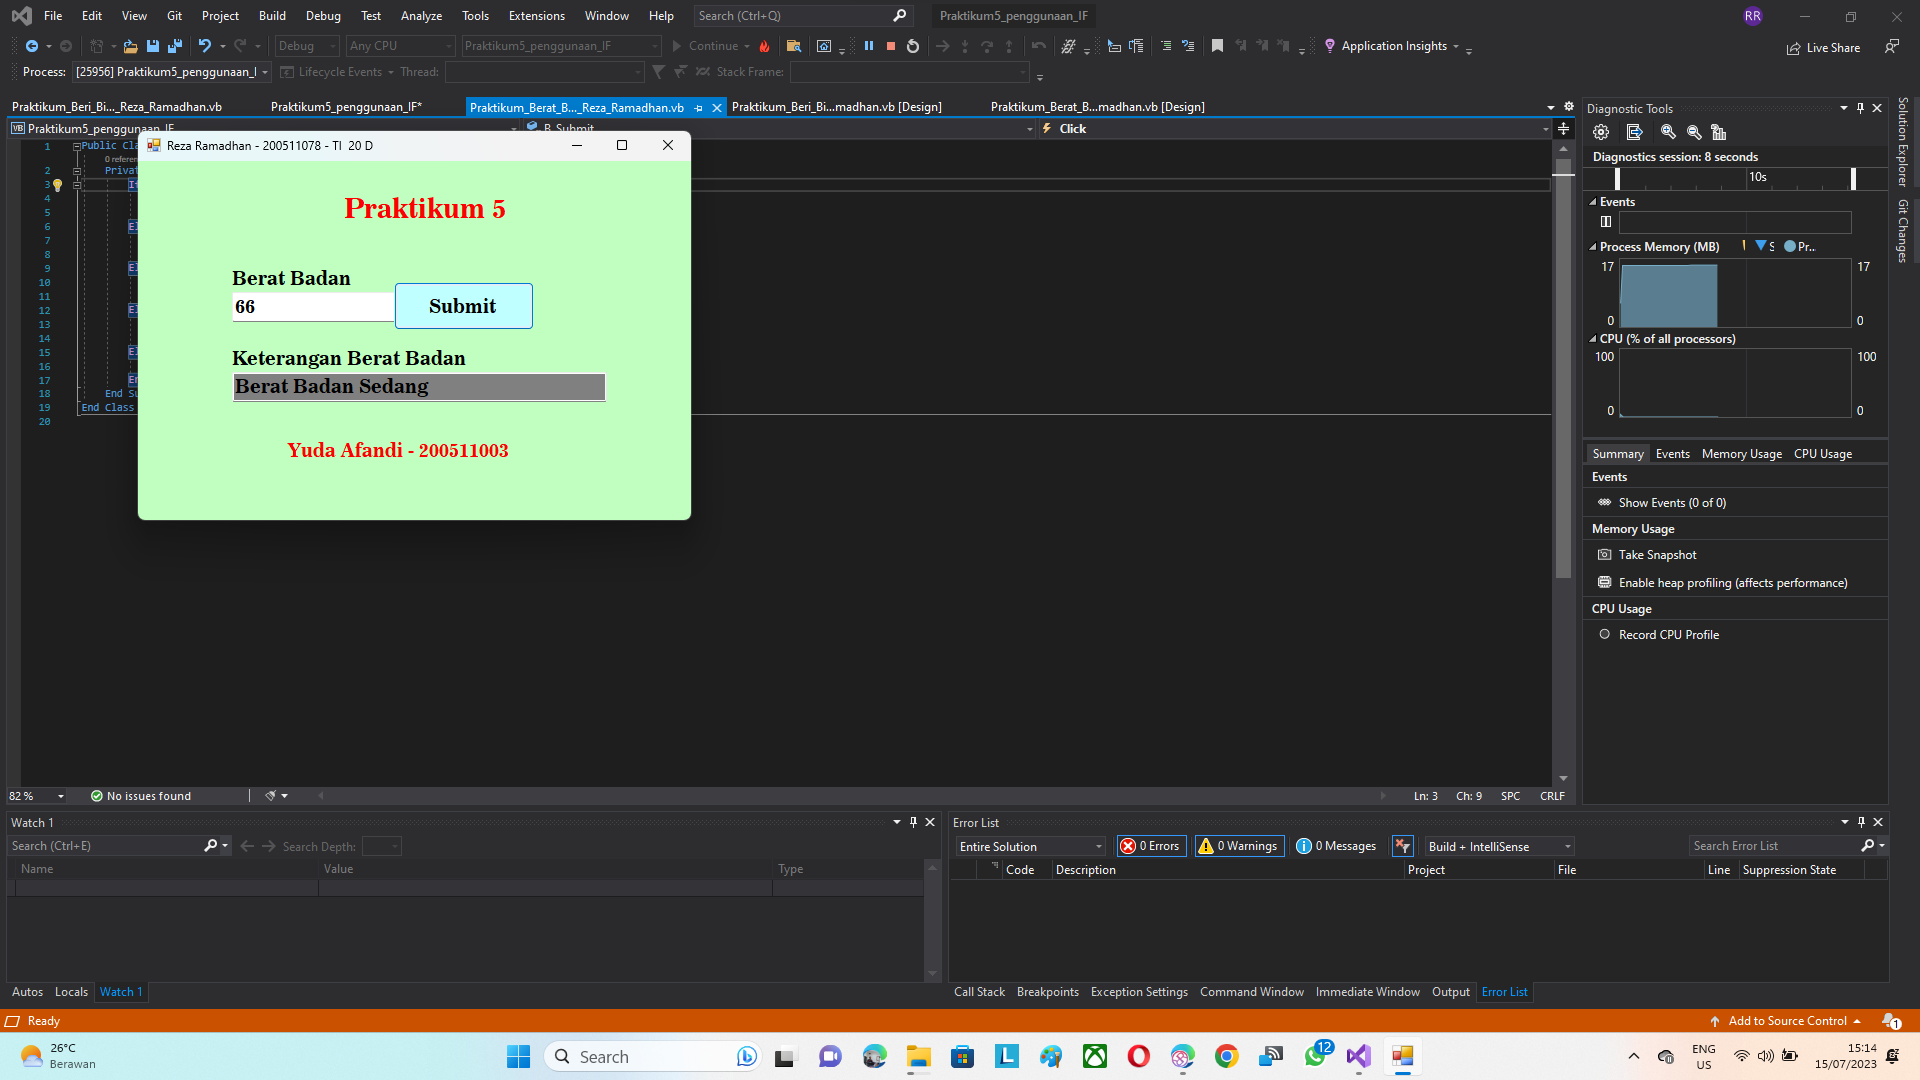 File Edit View Git Project Build Debug Test Analyze Tools Extensions Window Help Search (Ctrl+Q) Praktikum5_penggunaan_IF RR
Debug Any CPU Praktikum5_penggunaan_IF Continue Application Insights Live Share
Process: [25956] Praktikum5_penggunaan_I Lifecycle Events Thread: Stack Frame:
Praktikum_Beri_Bi..._Reza_Ramadhan.vb Praktikum5_penggunaan_IF* Praktikum_Berat_B..._Reza_Ramadhan.vb Praktikum_Beri_Bi...madhan.vb [Design] Praktikum_Berat_B...madhan.vb [Design]
VB Praktikum5_penggunaan_IF B_Submit Click
1 Public Cla
0 referen
2 Privat
3 If
4
5
6 El
7
8
9 El
10
11
12 El
13
14
15 El
16
17 En
18 End Su
19 End Class
20
Reza Ramadhan - 200511078 - TI 20 D
Praktikum 5
Berat Badan
66
Submit
Keterangan Berat Badan
Berat Badan Sedang
Yuda Afandi - 200511003
82 % No issues found Ln: 3 Ch: 9 SPC CRLF
Diagnostic Tools
Diagnostics session: 8 seconds
10s
Events
Process Memory (MB) S Pr...
17 17
0 0
CPU (% of all processors)
100 100
0 0
Summary Events Memory Usage CPU Usage
Events
Show Events (0 of 0)
Memory Usage
Take Snapshot
Enable heap profiling (affects performance)
CPU Usage
Record CPU Profile
Solution Explorer
Git Changes
Watch 1
Search (Ctrl+E) Search Depth:
Name Value Type
Autos Locals Watch 1
Error List
Entire Solution 0 Errors 0 Warnings 0 Messages Build + IntelliSense Search Error List
Code Description Project File Line Suppression State
Call Stack Breakpoints Exception Settings Command Window Immediate Window Output Error List
Ready Add to Source Control 1
26°C
Berawan
Search
L
12
ENG
US
15:14
15/07/2023